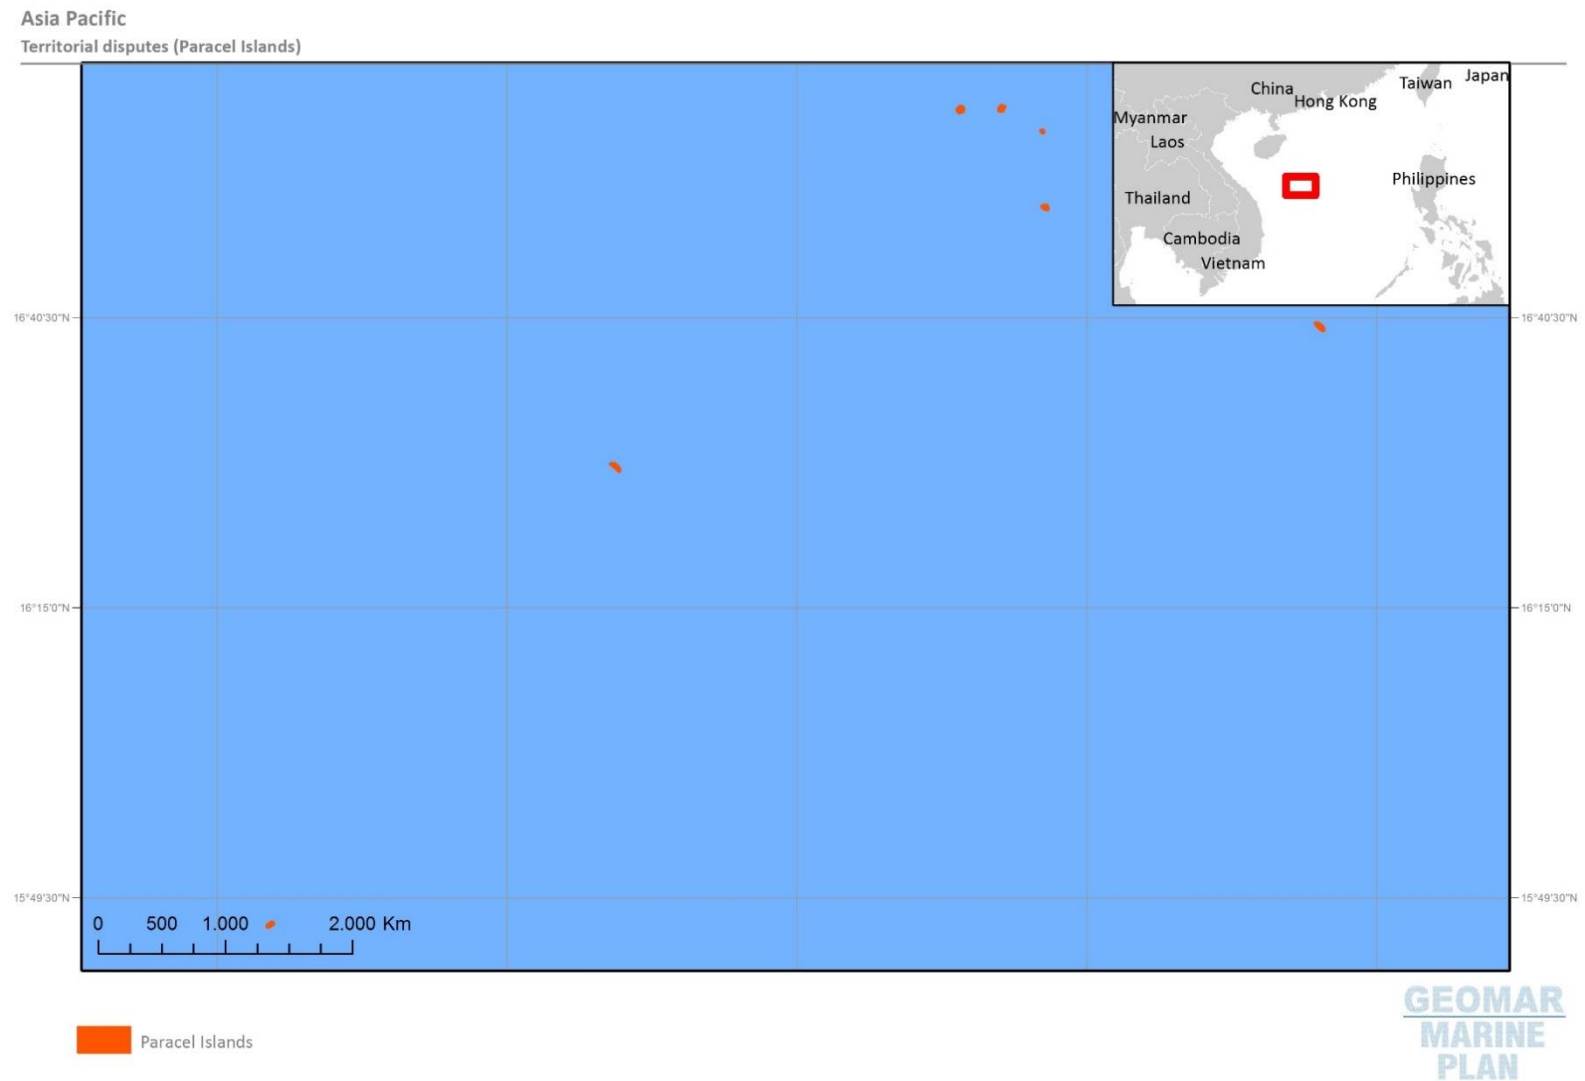 Asia Pacific
Territorial disputes (Paracel Islands)
China
Taiwan
Japan
Hong Kong
Myanmar
Laos
Philippines
Thailand
Cambodia
Vietnam
16°40'30"N
16°40'30"N
16°15'0"N
16°15'0"N
15°49'30"N
15°49'30"N
0 500 1.000 2.000 Km
Paracel Islands
GEOMAR
MARINE
PLAN